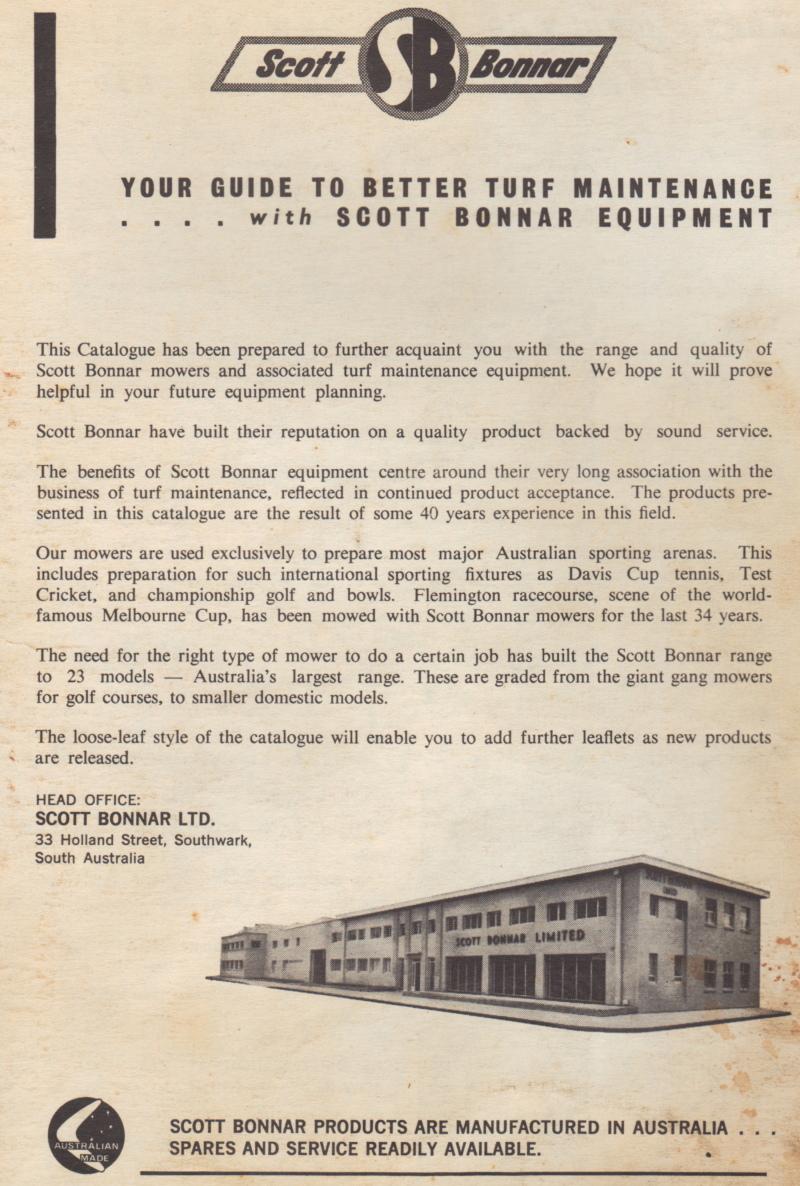 Scott SB Bonnar
YOUR GUIDE TO BETTER TURF MAINTENANCE
. . . . with SCOTT BONNAR EQUIPMENT
This Catalogue has been prepared to further acquaint you with the range and quality of
Scott Bonnar mowers and associated turf maintenance equipment. We hope it will prove
helpful in your future equipment planning.
Scott Bonnar have built their reputation on a quality product backed by sound service.
The benefits of Scott Bonnar equipment centre around their very long association with the
business of turf maintenance, reflected in continued product acceptance. The products pre-
sented in this catalogue are the result of some 40 years experience in this field.
Our mowers are used exclusively to prepare most major Australian sporting arenas. This
includes preparation for such international sporting fixtures as Davis Cup tennis, Test
Cricket, and championship golf and bowls. Flemington racecourse, scene of the world-
famous Melbourne Cup, has been mowed with Scott Bonnar mowers for the last 34 years.
The need for the right type of mower to do a certain job has built the Scott Bonnar range
to 23 models — Australia's largest range. These are graded from the giant gang mowers
for golf courses, to smaller domestic models.
The loose-leaf style of the catalogue will enable you to add further leaflets as new products
are released.
HEAD OFFICE:
SCOTT BONNAR LTD.
33 Holland Street, Southwark,
South Australia
SCOTT BONNAR LIMITED
AUSTRALIAN
MADE
SCOTT BONNAR PRODUCTS ARE MANUFACTURED IN AUSTRALIA . . .
SPARES AND SERVICE READILY AVAILABLE.